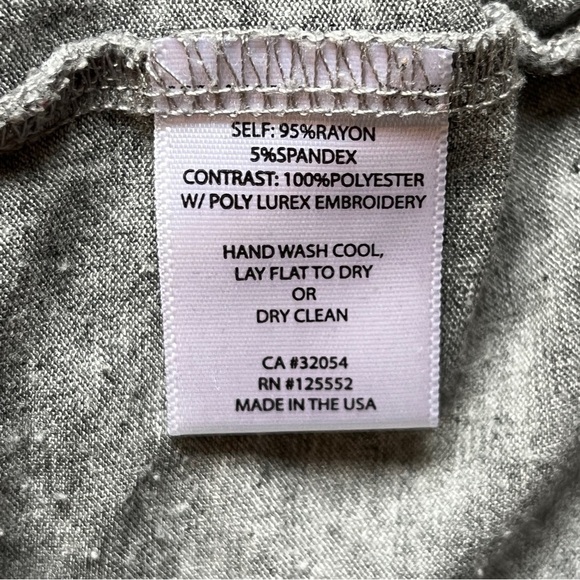 SELF: 95%RAYON
5%SPANDEX
CONTRAST: 100%POLYESTER
W/ POLY LUREX EMBROIDERY
HAND WASH COOL,
LAY FLAT TO DRY
OR
DRY CLEAN
CA #32054
RN #125552
MADE IN THE USA